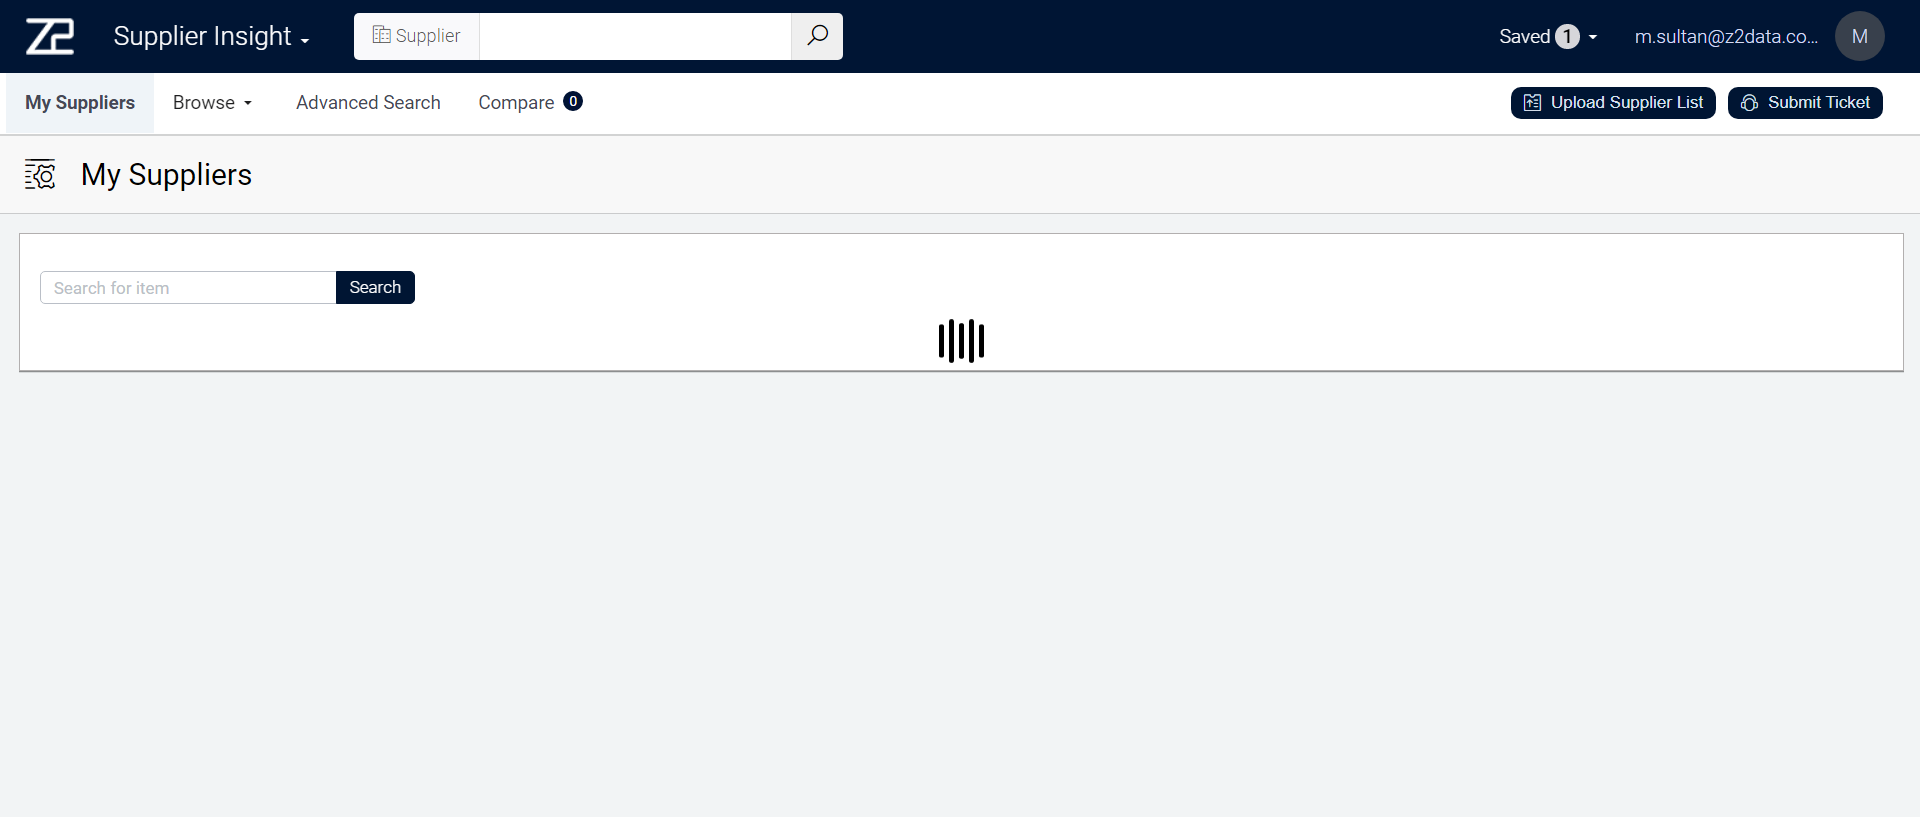 Z2 Supplier Insight Supplier Saved 1 m.sultan@z2data.co... M
My Suppliers Browse Advanced Search Compare 0 Upload Supplier List Submit Ticket
My Suppliers
Search for item Search